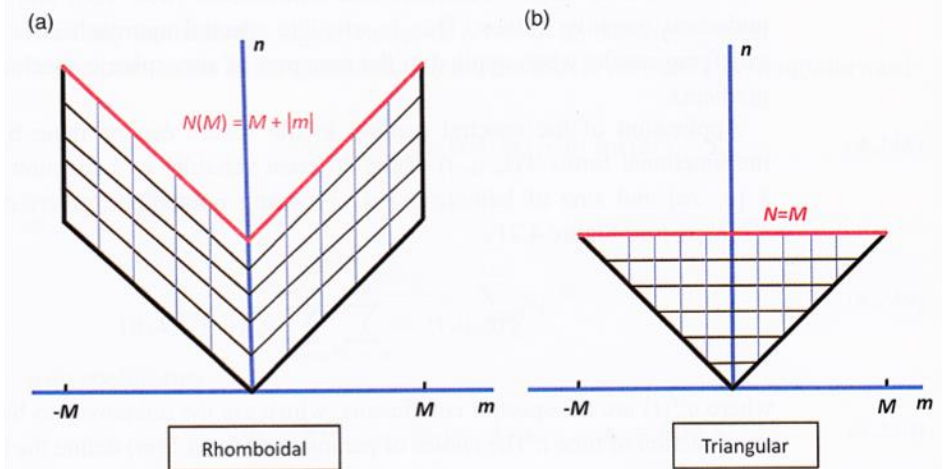 (a)
n
N(M) = M + |m|
-M
M
m
Rhomboidal
(b)
n
N=M
-M
M
m
Triangular